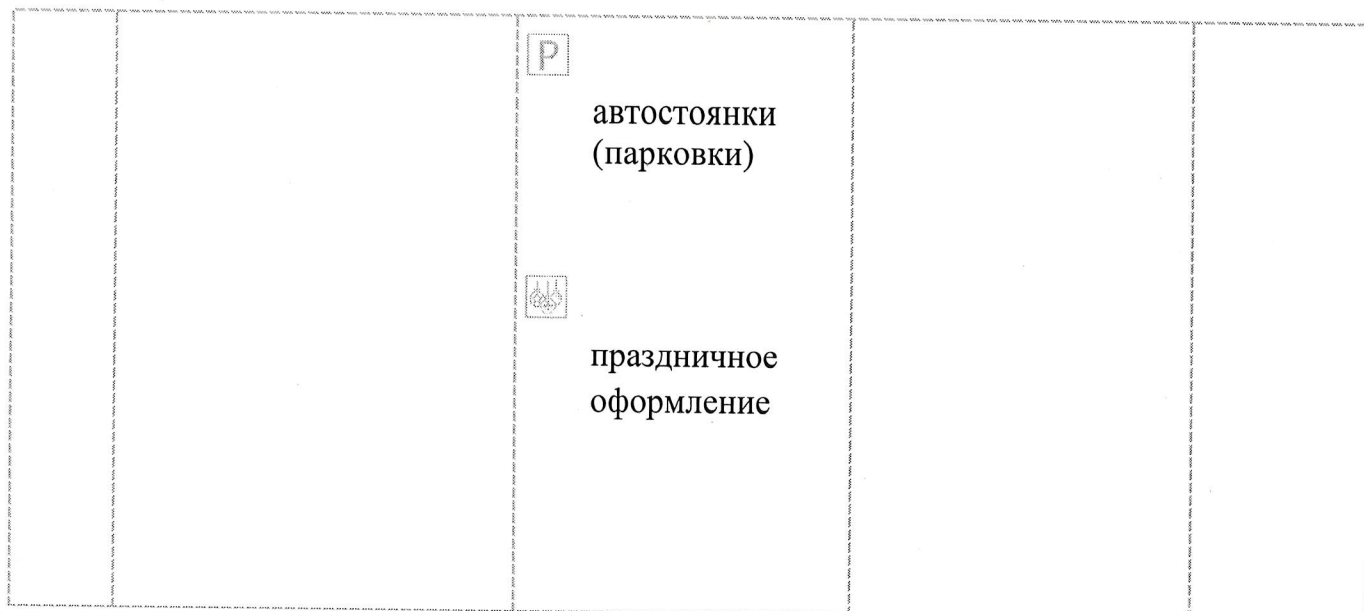 P
автостоянки
(парковки)
праздничное
оформление